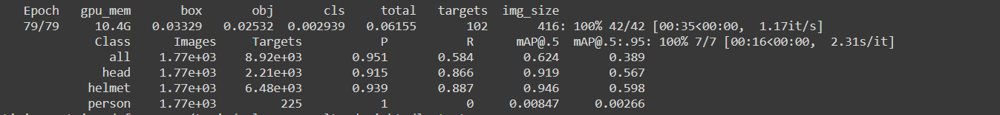 Epoch gpu_mem box obj cls total targets img_size
79/79 10.4G 0.03329 0.02532 0.002939 0.06155 102 416: 100% 42/42 [00:35<00:00, 1.17it/s]
Class Images Targets P R mAP@.5 mAP@.5:.95: 100% 7/7 [00:16<00:00, 2.31s/it]
all 1.77e+03 8.92e+03 0.951 0.584 0.624 0.389
head 1.77e+03 2.21e+03 0.915 0.866 0.919 0.567
helmet 1.77e+03 6.48e+03 0.939 0.887 0.946 0.598
person 1.77e+03 225 1 0 0.00847 0.00266